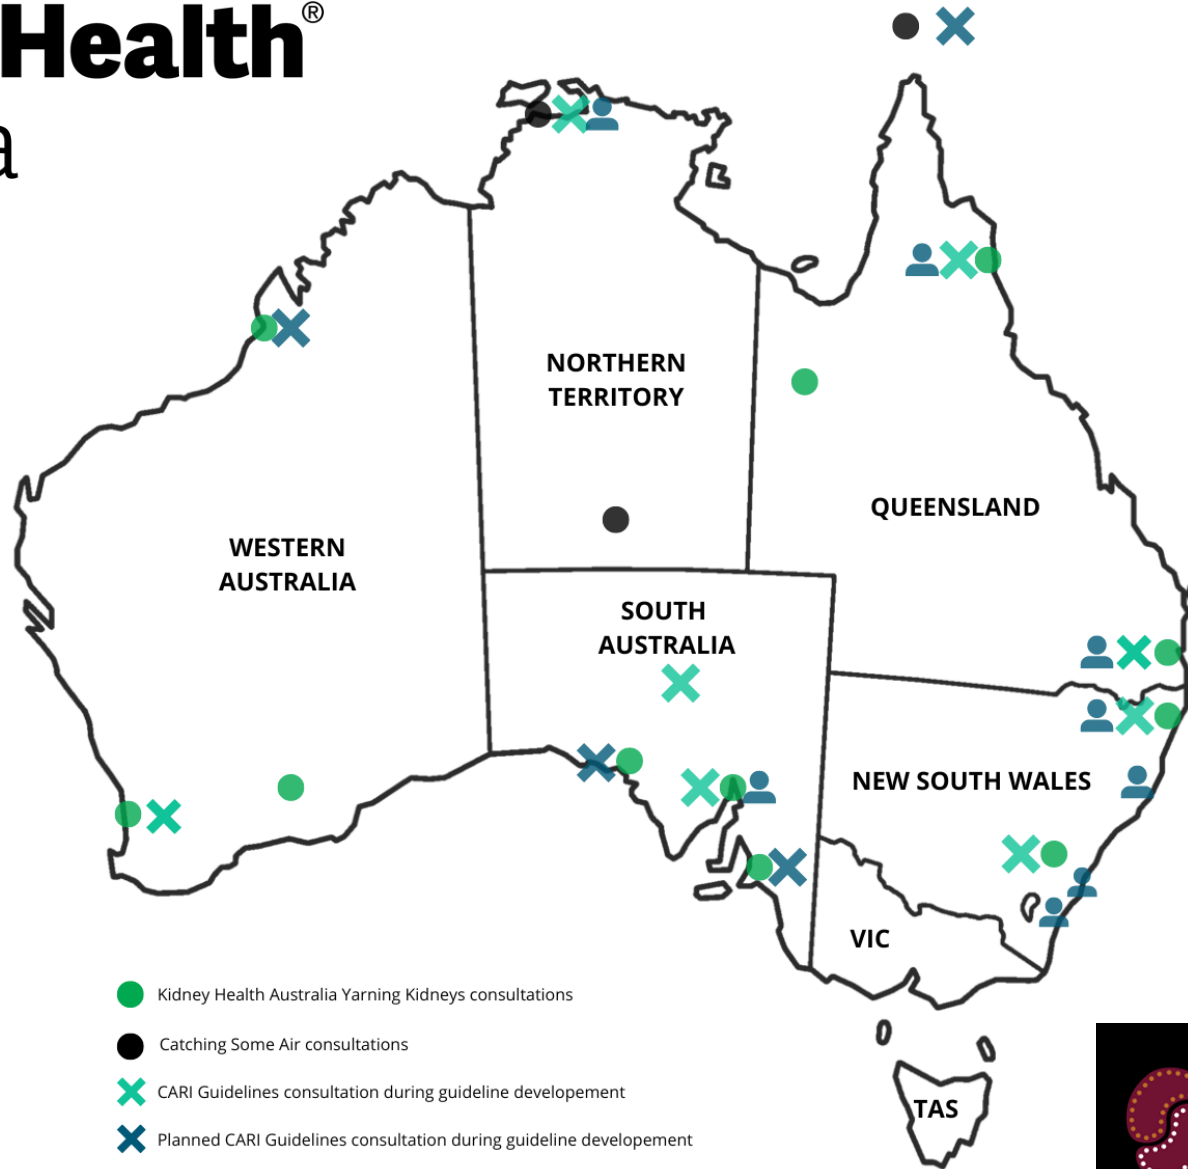 Health®
a
NORTHERN
TERRITORY
QUEENSLAND
WESTERN
AUSTRALIA
SOUTH
AUSTRALIA
NEW SOUTH WALES
VIC
Kidney Health Australia Yarning Kidneys consultations
Catching Some Air consultations
CARI Guidelines consultation during guideline developement
TAS
Planned CARI Guidelines consultation during guideline developement